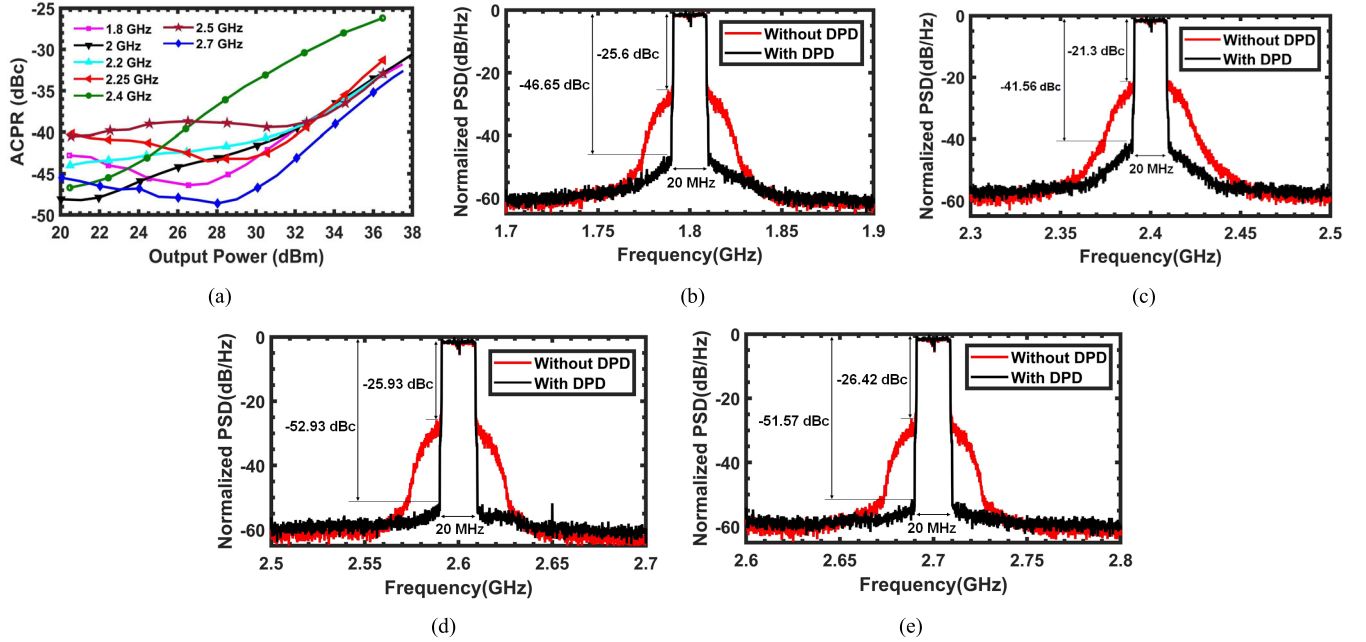 ACPR (dBc)
-25
-30
-35
-40
-45
-50
1.8 GHz
2 GHz
2.2 GHz
2.25 GHz
2.4 GHz
2.5 GHz
2.7 GHz
20 22 24 26 28 30 32 34 36 38
Output Power (dBm)
(a)
Normalized PSD(dB/Hz)
0
-20
-40
-60
-25.6 dBc
-46.65 dBc
Without DPD
With DPD
20 MHz
1.7 1.75 1.8 1.85 1.9
Frequency(GHz)
(b)
Normalized PSD(dB/Hz)
0
-20
-40
-60
-21.3 dBc
-41.56 dBc
Without DPD
With DPD
20 MHz
2.3 2.35 2.4 2.45 2.5
Frequency(GHz)
(c)
Normalized PSD(dB/Hz)
0
-20
-40
-60
-25.93 dBc
-52.93 dBc
Without DPD
With DPD
20 MHz
2.5 2.55 2.6 2.65 2.7
Frequency(GHz)
(d)
Normalized PSD(dB/Hz)
0
-20
-40
-60
-26.42 dBc
-51.57 dBc
Without DPD
With DPD
20 MHz
2.6 2.65 2.7 2.75 2.8
Frequency(GHz)
(e)